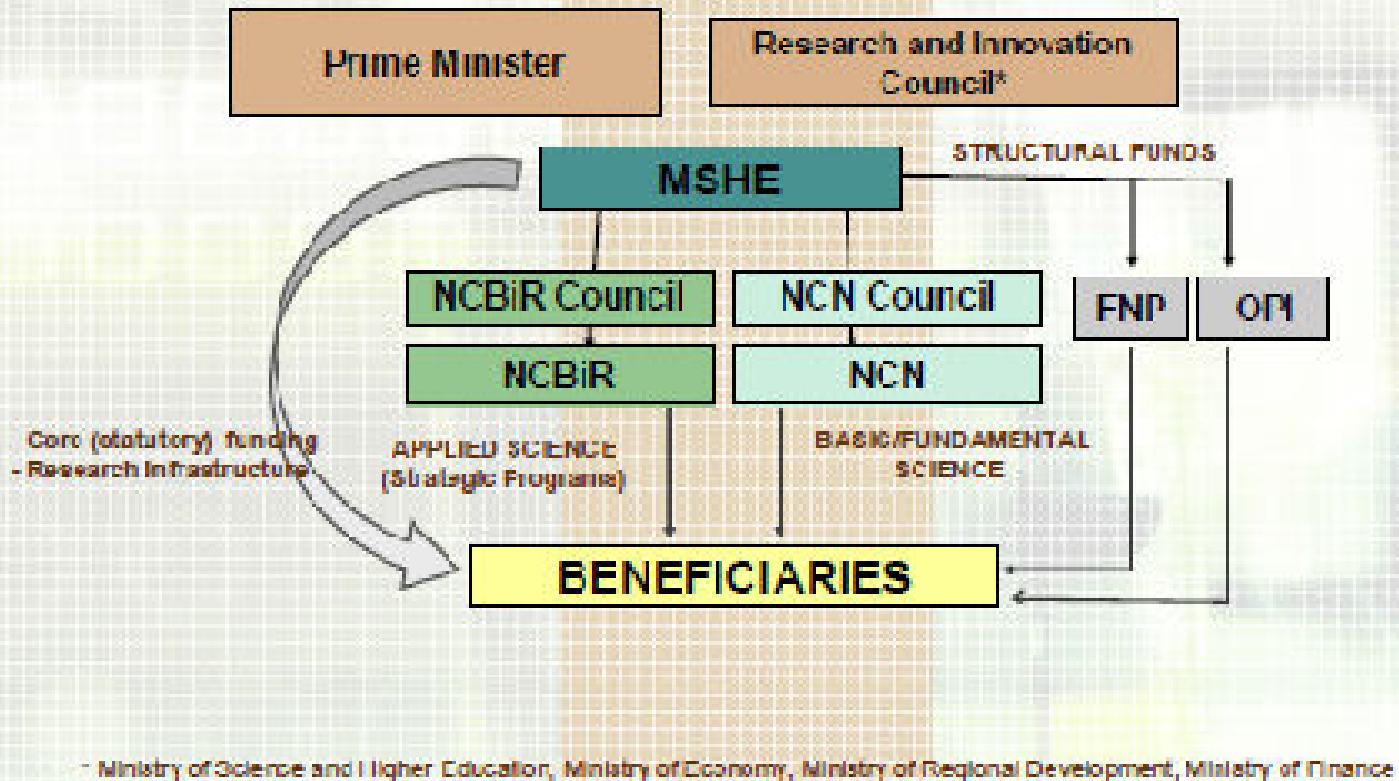 Prime Minister
Research and Innovation
Council*
MSHE
STRUCTURAL FUNDS
NCBiR Council
NCN Council
FNP
OPI
NCBiR
NCN
Core (statutory) funding
- Research Infrastructure
APPLIED SCIENCE
(Strategic Programs)
BASIC/FUNDAMENTAL
SCIENCE
BENEFICIARIES
* Ministry of Science and Higher Education, Ministry of Economy, Ministry of Regional Development, Ministry of Finance